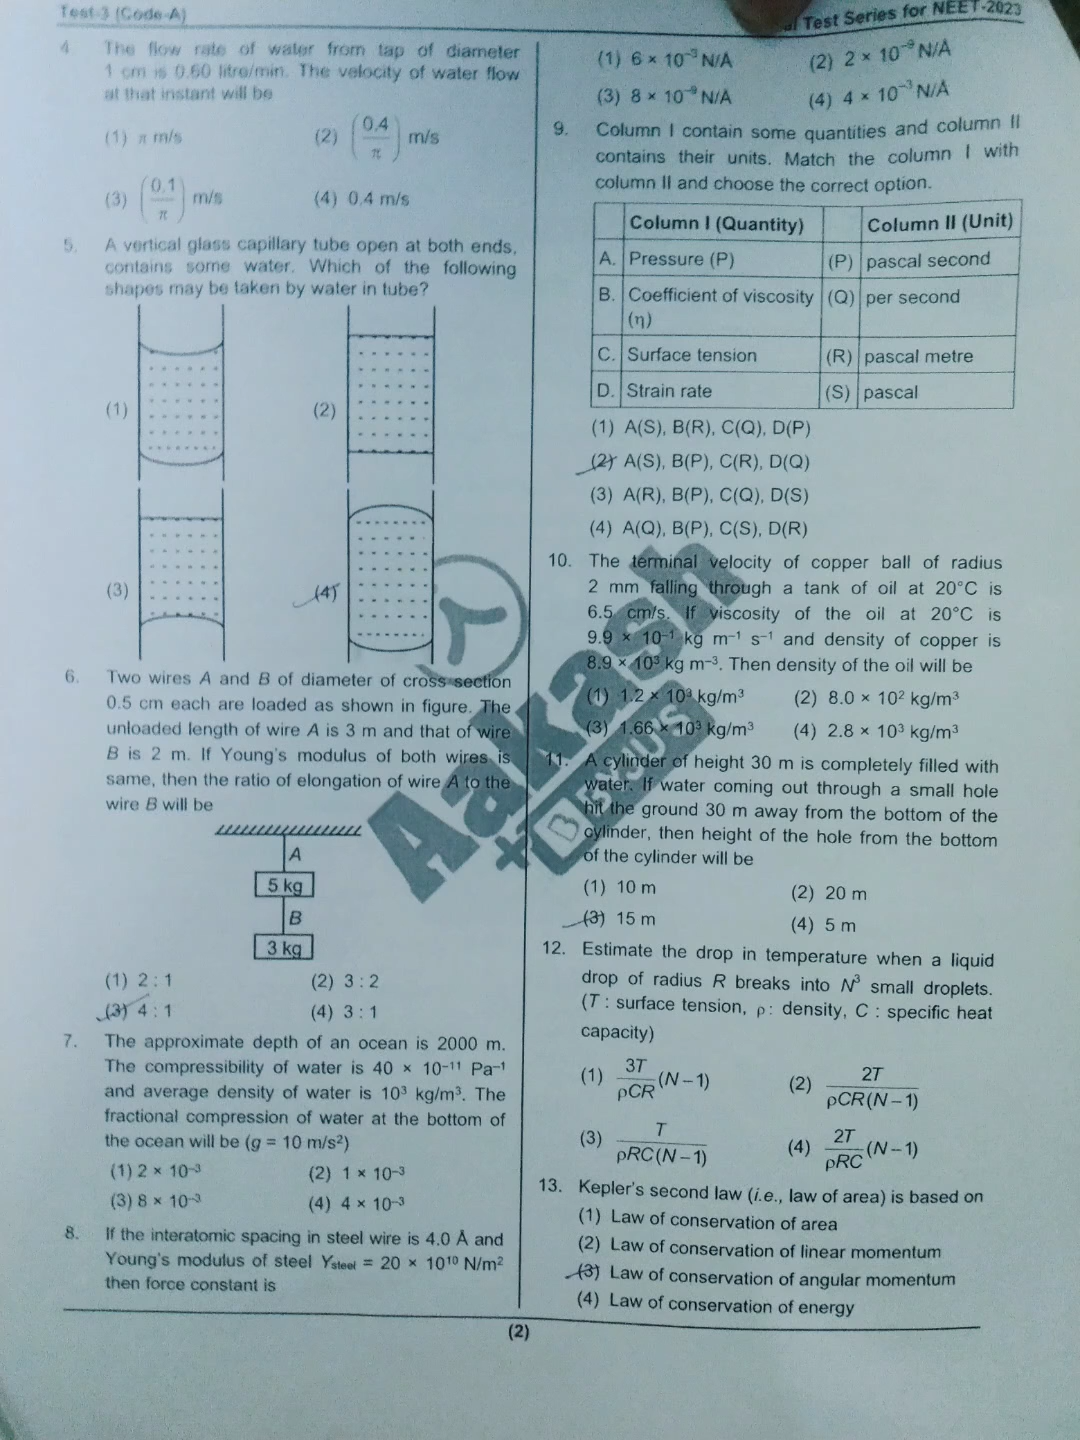 Test-3 (Code-A)
Test Series for NEET-2023
4. The flow rate of water from tap of diameter
1 cm is 0.60 litre/min. The velocity of water flow
at that instant will be
(1) π m/s (2) (0.4/π) m/s
(3) (0.1/π) m/s (4) 0.4 m/s
5. A vertical glass capillary tube open at both ends,
contains some water. Which of the following
shapes may be taken by water in tube?
(1) (2)
(3) (4)
6. Two wires A and B of diameter of cross section
0.5 cm each are loaded as shown in figure. The
unloaded length of wire A is 3 m and that of wire
B is 2 m. If Young's modulus of both wires is
same, then the ratio of elongation of wire A to the
wire B will be
A
5 kg
B
3 kg
(1) 2 : 1 (2) 3 : 2
(3) 4 : 1 (4) 3 : 1
7. The approximate depth of an ocean is 2000 m.
The compressibility of water is 40 × 10⁻¹¹ Pa⁻¹
and average density of water is 10³ kg/m³. The
fractional compression of water at the bottom of
the ocean will be (g = 10 m/s²)
(1) 2 × 10⁻³ (2) 1 × 10⁻³
(3) 8 × 10⁻³ (4) 4 × 10⁻³
8. If the interatomic spacing in steel wire is 4.0 Å and
Young's modulus of steel Ysteel = 20 × 10¹⁰ N/m²
then force constant is
(1) 6 × 10⁻³ N/Å (2) 2 × 10⁻⁹ N/Å
(3) 8 × 10⁻⁹ N/Å (4) 4 × 10⁻³ N/Å
9. Column I contain some quantities and column II
contains their units. Match the column I with
column II and choose the correct option.
Column I (Quantity) Column II (Unit)
A. Pressure (P) (P) pascal second
B. Coefficient of viscosity (Q) per second
(η)
C. Surface tension (R) pascal metre
D. Strain rate (S) pascal
(1) A(S), B(R), C(Q), D(P)
(2) A(S), B(P), C(R), D(Q)
(3) A(R), B(P), C(Q), D(S)
(4) A(Q), B(P), C(S), D(R)
10. The terminal velocity of copper ball of radius
2 mm falling through a tank of oil at 20°C is
6.5 cm/s. If viscosity of the oil at 20°C is
9.9 × 10⁻¹ kg m⁻¹ s⁻¹ and density of copper is
8.9 × 10³ kg m⁻³. Then density of the oil will be
(1) 1.2 × 10³ kg/m³ (2) 8.0 × 10² kg/m³
(3) 1.66 × 10³ kg/m³ (4) 2.8 × 10³ kg/m³
11. A cylinder of height 30 m is completely filled with
water. If water coming out through a small hole
hit the ground 30 m away from the bottom of the
cylinder, then height of the hole from the bottom
of the cylinder will be
(1) 10 m (2) 20 m
(3) 15 m (4) 5 m
12. Estimate the drop in temperature when a liquid
drop of radius R breaks into N³ small droplets.
(T : surface tension, ρ : density, C : specific heat
capacity)
(1) 3T/ρCR (N – 1) (2) 2T/ρCR(N – 1)
(3) T/ρRC(N – 1) (4) 2T/ρRC (N – 1)
13. Kepler's second law (i.e., law of area) is based on
(1) Law of conservation of area
(2) Law of conservation of linear momentum
(3) Law of conservation of angular momentum
(4) Law of conservation of energy
(2)
Aakash
+ BYJU'S